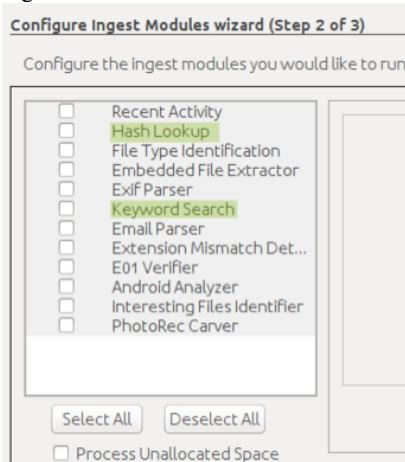 Configure Ingest Modules wizard (Step 2 of 3)
Configure the ingest modules you would like to run
Recent Activity
Hash Lookup
File Type Identification
Embedded File Extractor
Exif Parser
Keyword Search
Email Parser
Extension Mismatch Det...
E01 Verifier
Android Analyzer
Interesting Files Identifier
PhotoRec Carver
Select All
Deselect All
Process Unallocated Space